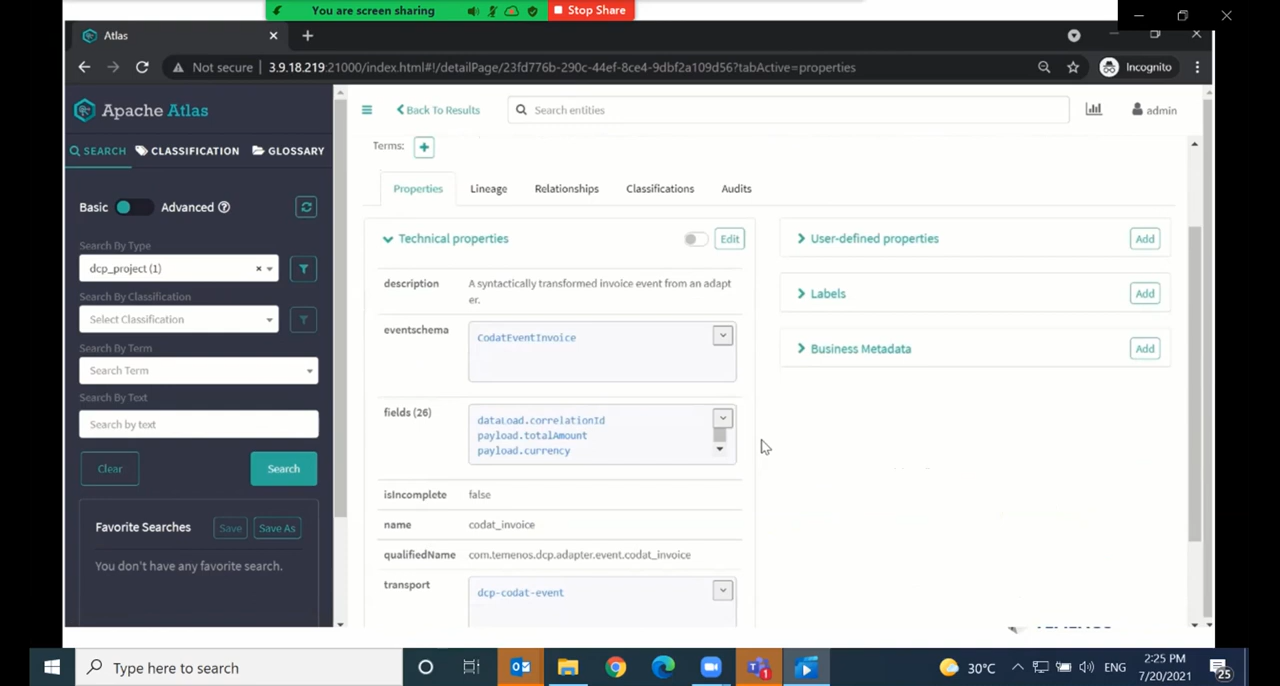 You are screen sharing Stop Share
Atlas
Not secure 3.9.18.219:21000/index.html#!/detailPage/23fd776b-290c-44ef-8ce4-9dbf2a109d56?tabActive=properties Incognito
Apache Atlas
Back To Results
Search entities
admin
SEARCH CLASSIFICATION GLOSSARY
Terms:
Properties Lineage Relationships Classifications Audits
Basic Advanced
Search By Type
dcp_project (1)
Search By Classification
Select Classification
Search By Term
Search Term
Search By Text
Search by text
Clear Search
Favorite Searches Save Save As
You don't have any favorite search.
Technical properties Edit
description A syntactically transformed invoice event from an adapt
er.
eventschema CodatEventInvoice
fields (26) dataLoad.correlationId
payload.totalAmount
payload.currency
isIncomplete false
name codat_invoice
qualifiedName com.temenos.dcp.adapter.event.codat_invoice
transport dcp-codat-event
User-defined properties Add
Labels Add
Business Metadata Add
Type here to search
1
30°C
ENG
2:25 PM
7/20/2021
25